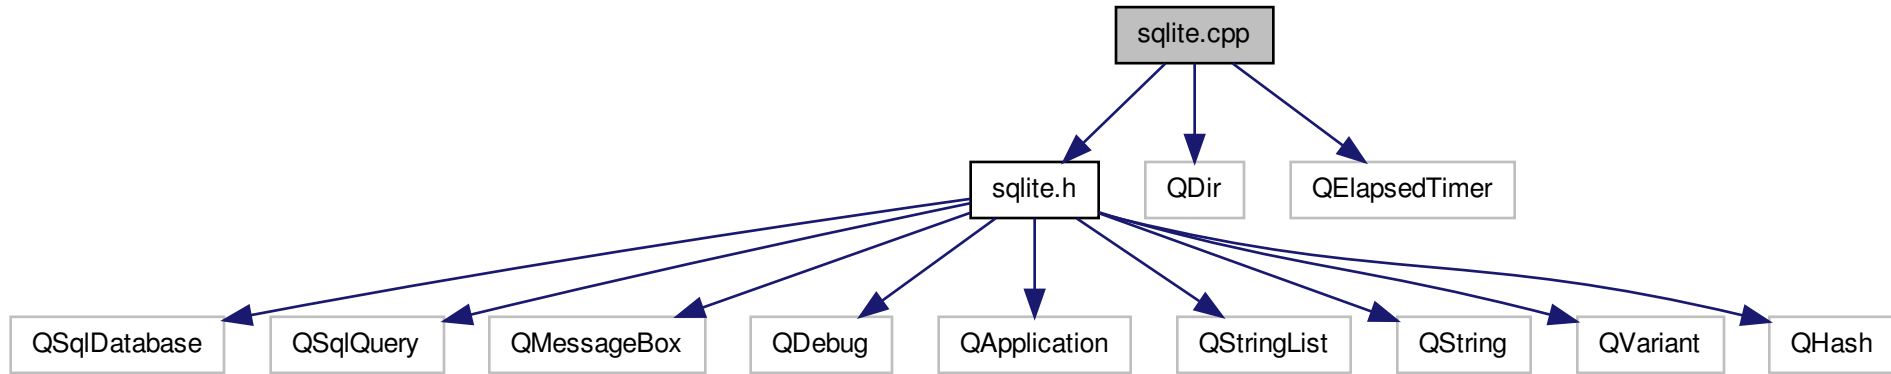 sqlite.cpp
sqlite.h
QDir
QElapsedTimer
QSqlDatabase
QSqlQuery
QMessageBox
QDebug
QApplication
QStringList
QString
QVariant
QHash